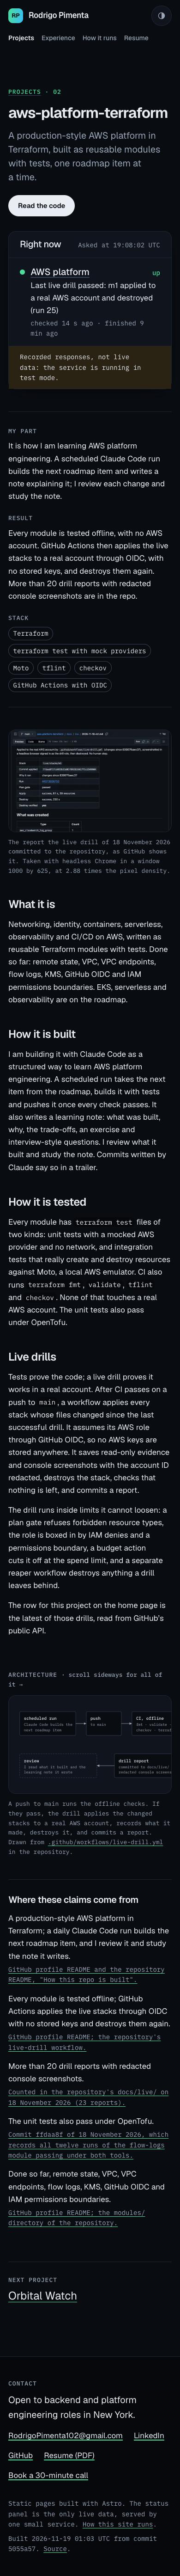 RP Rodrigo Pimenta
Projects Experience How it runs Resume
PROJECTS · 02
aws-platform-terraform
A production-style AWS platform in
Terraform, built as reusable modules
with tests, one roadmap item at
a time.
Read the code
Right now Asked at 19:08:02 UTC
AWS platform up
Last live drill passed: m1 applied to
a real AWS account and destroyed
(run 25)
checked 14 s ago · finished 9
min ago
Recorded responses, not live
data: the service is running in
test mode.
MY PART
It is how I am learning AWS platform
engineering. A scheduled Claude Code run
builds the next roadmap item and writes a
note explaining it; I review each change and
study the note.
RESULT
Every module is tested offline, with no AWS
account. GitHub Actions then applies the live
stacks to a real account through OIDC, with
no stored keys, and destroys them again.
More than 20 drill reports with redacted
console screenshots are in the repo.
STACK
Terraform
terraform test with mock providers
Moto tflint checkov
GitHub Actions with OIDC
The report the live drill of 18 November 2026
committed to the repository, as GitHub shows
it. Taken with headless Chrome in a window
1000 by 625, at 2.88 times the pixel density.
What it is
Networking, identity, containers, serverless,
observability and CI/CD on AWS, written as
reusable Terraform modules with tests. Done
so far: remote state, VPC, VPC endpoints,
flow logs, KMS, GitHub OIDC and IAM
permissions boundaries. EKS, serverless and
observability are on the roadmap.
How it is built
I am building it with Claude Code as a
structured way to learn AWS platform
engineering. A scheduled run takes the next
item from the roadmap, builds it with tests
and pushes it once every check passes. It
also writes a learning note: what was built,
why, the trade-offs, an exercise and
interview-style questions. I review what it
built and study the note. Commits written by
Claude say so in a trailer.
How it is tested
Every module has terraform test files of
two kinds: unit tests with a mocked AWS
provider and no network, and integration
tests that really create and destroy resources
against Moto, a local AWS emulator. CI also
runs terraform fmt, validate, tflint
and checkov. None of that touches a real
AWS account. The unit tests also pass
under OpenTofu.
Live drills
Tests prove the code; a live drill proves it
works in a real account. After CI passes on a
push to main, a workflow applies every
stack whose files changed since the last
successful drill. It assumes its AWS role
through GitHub OIDC, so no AWS keys are
stored anywhere. It saves read-only evidence
and console screenshots with the account ID
redacted, destroys the stack, checks that
nothing is left, and commits a report.
The drill runs inside limits it cannot loosen: a
plan gate refuses forbidden resource types,
the role is boxed in by IAM denies and a
permissions boundary, a budget action
cuts it off at the spend limit, and a separate
reaper workflow destroys anything a drill
leaves behind.
The row for this project on the home page is
the latest of those drills, read from GitHub's
public API.
ARCHITECTURE · scroll sideways for all of
it →
scheduled run
Claude Code builds the
next roadmap item
push
to main
CI, offline
review
I read what it built and the
learning note it wrote
drill report
A push to main runs the offline checks. If
they pass, the drill applies the changed
stacks to a real AWS account, records what it
made, destroys it, and commits a report.
Drawn from .github/workflows/live-drill.yml
in the repository.
Where these claims come from
A production-style AWS platform in
Terraform; a daily Claude Code run builds the
next roadmap item, and I review it and study
the note it writes.
GitHub profile README and the repository
README, "How this repo is built".
Every module is tested offline; GitHub
Actions applies the live stacks through OIDC
with no stored keys and destroys them again.
GitHub profile README; the repository's
live-drill workflow.
More than 20 drill reports with redacted
console screenshots.
Counted in the repository's docs/live/ on
18 November 2026 (23 reports).
The unit tests also pass under OpenTofu.
Commit ffdaa8f of 18 November 2026, which
records all twelve runs of the flow-logs
module passing under both tools.
Done so far, remote state, VPC, VPC
endpoints, flow logs, KMS, GitHub OIDC and
IAM permissions boundaries.
GitHub profile README; the modules/
directory of the repository.
NEXT PROJECT
Orbital Watch
CONTACT
Open to backend and platform
engineering roles in New York.
RodrigoPimenta102@gmail.com LinkedIn
GitHub Resume (PDF)
Book a 30-minute call
Static pages built with Astro. The status
panel is the only live data, served by
one small service. How this site runs.
Built 2026-11-19 01:03 UTC from commit
5055a5d. Source.